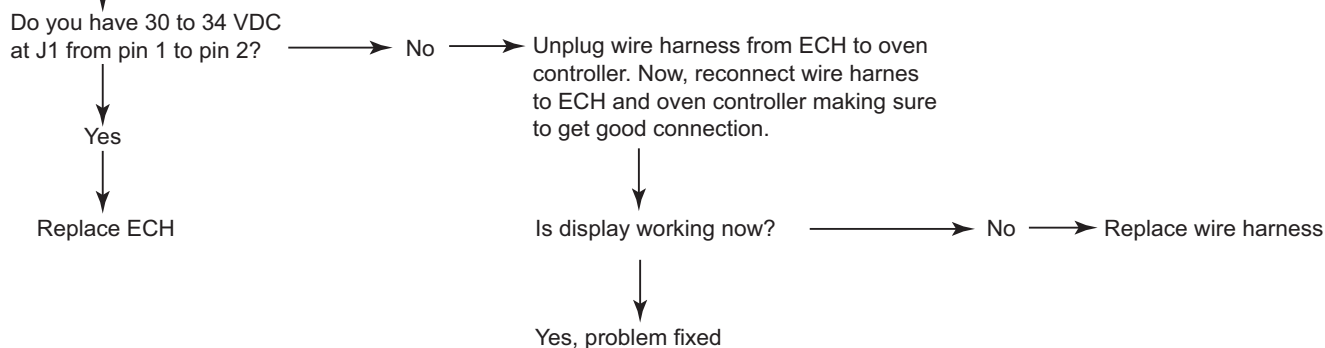 Do you have 30 to 34 VDC
at J1 from pin 1 to pin 2?
No
Unplug wire harness from ECH to oven
controller. Now, reconnect wire harnes
to ECH and oven controller making sure
to get good connection.
Yes
Replace ECH
Is display working now?
No
Replace wire harness
Yes, problem fixed